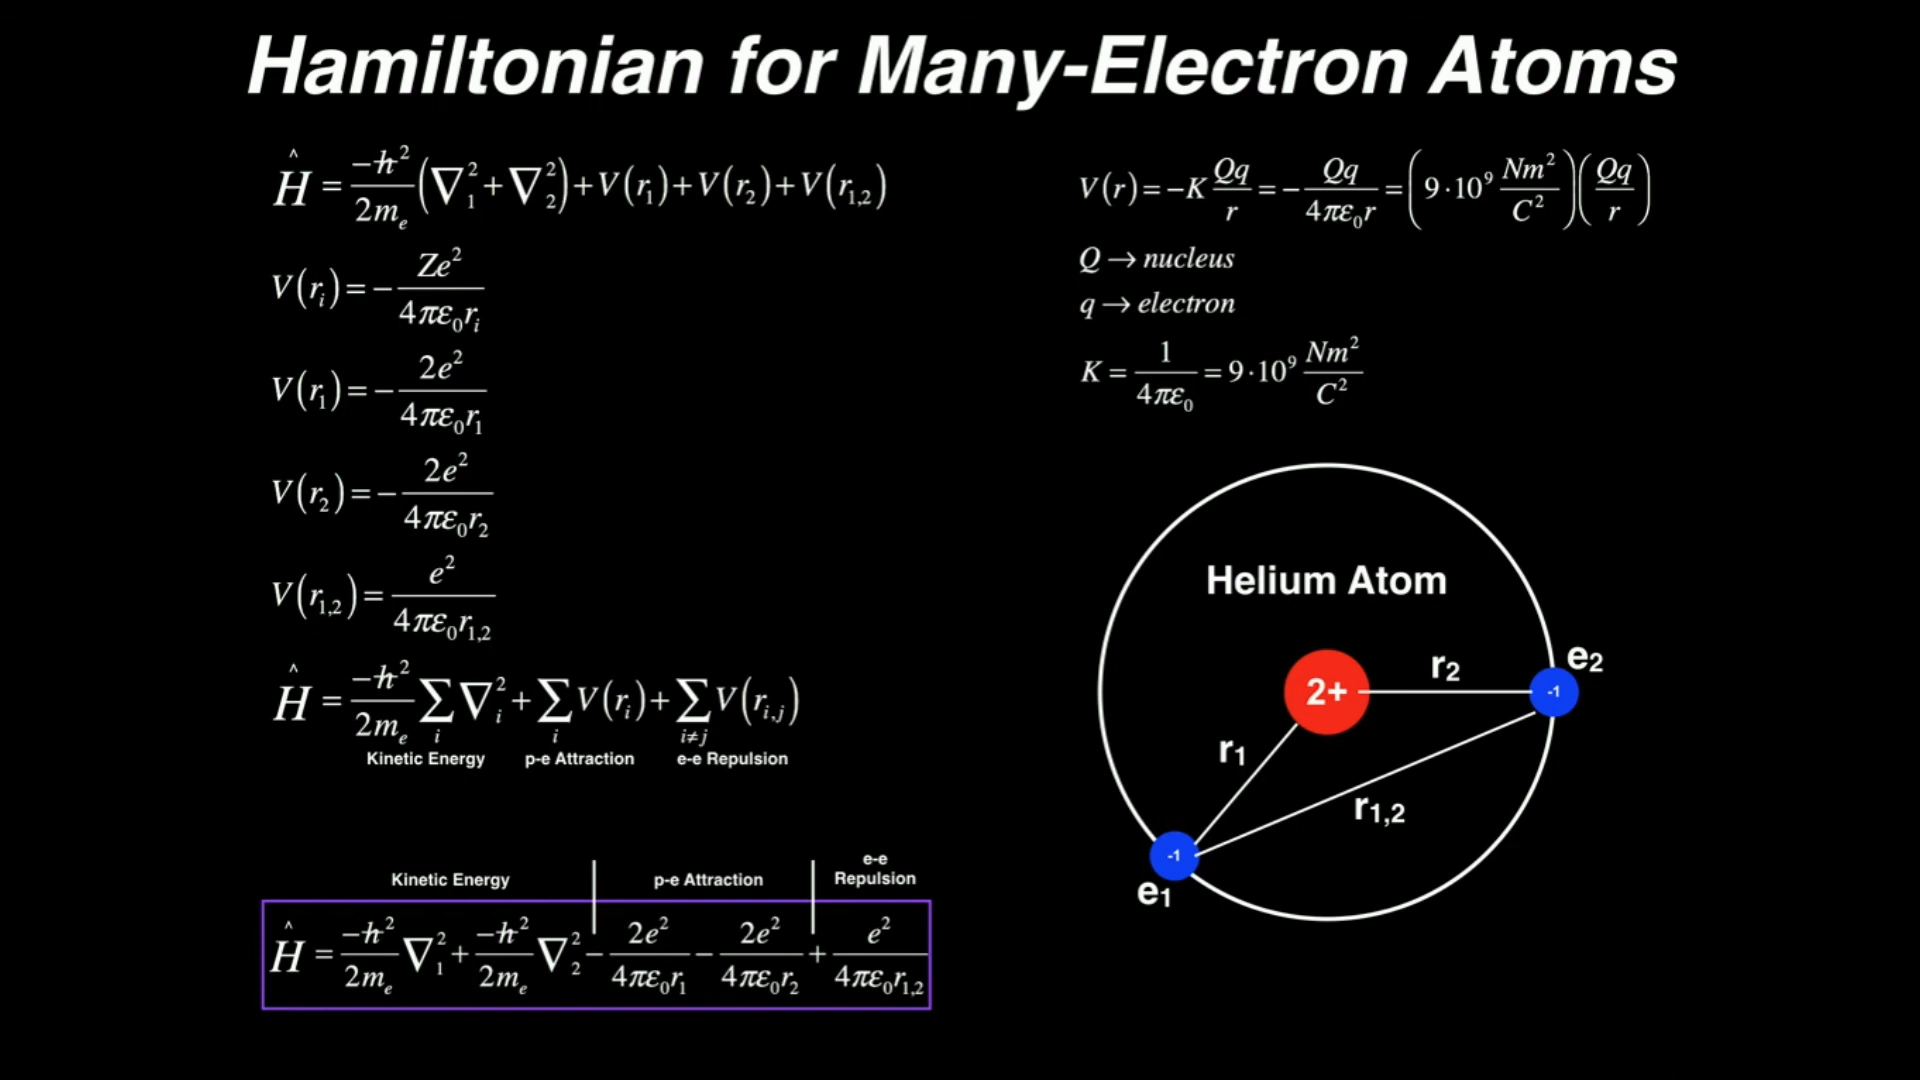 Hamiltonian for Many-Electron Atoms
Ĥ = −ℏ²/2mₑ (∇₁² + ∇₂²) + V(r₁) + V(r₂) + V(r₁,₂)
V(rᵢ) = − Ze²/4πε₀rᵢ
V(r₁) = − 2e²/4πε₀r₁
V(r₂) = − 2e²/4πε₀r₂
V(r₁,₂) = e²/4πε₀r₁,₂
Ĥ = −ℏ²/2mₑ ∑ᵢ ∇ᵢ² + ∑ᵢ V(rᵢ) + ∑i≠j V(rᵢ,ⱼ)
Kinetic Energy p-e Attraction e-e Repulsion
Kinetic Energy | p-e Attraction | e-e Repulsion
Ĥ = −ℏ²/2mₑ ∇₁² + −ℏ²/2mₑ ∇₂² − 2e²/4πε₀r₁ − 2e²/4πε₀r₂ + e²/4πε₀r₁,₂
V(r) = −K Qq/r = − Qq/4πε₀r = (9·10⁹ Nm²/C²)(Qq/r)
Q → nucleus
q → electron
K = 1/4πε₀ = 9·10⁹ Nm²/C²
Helium Atom
e₂
r₂
2+
-1
r₁
r₁,₂
-1
e₁